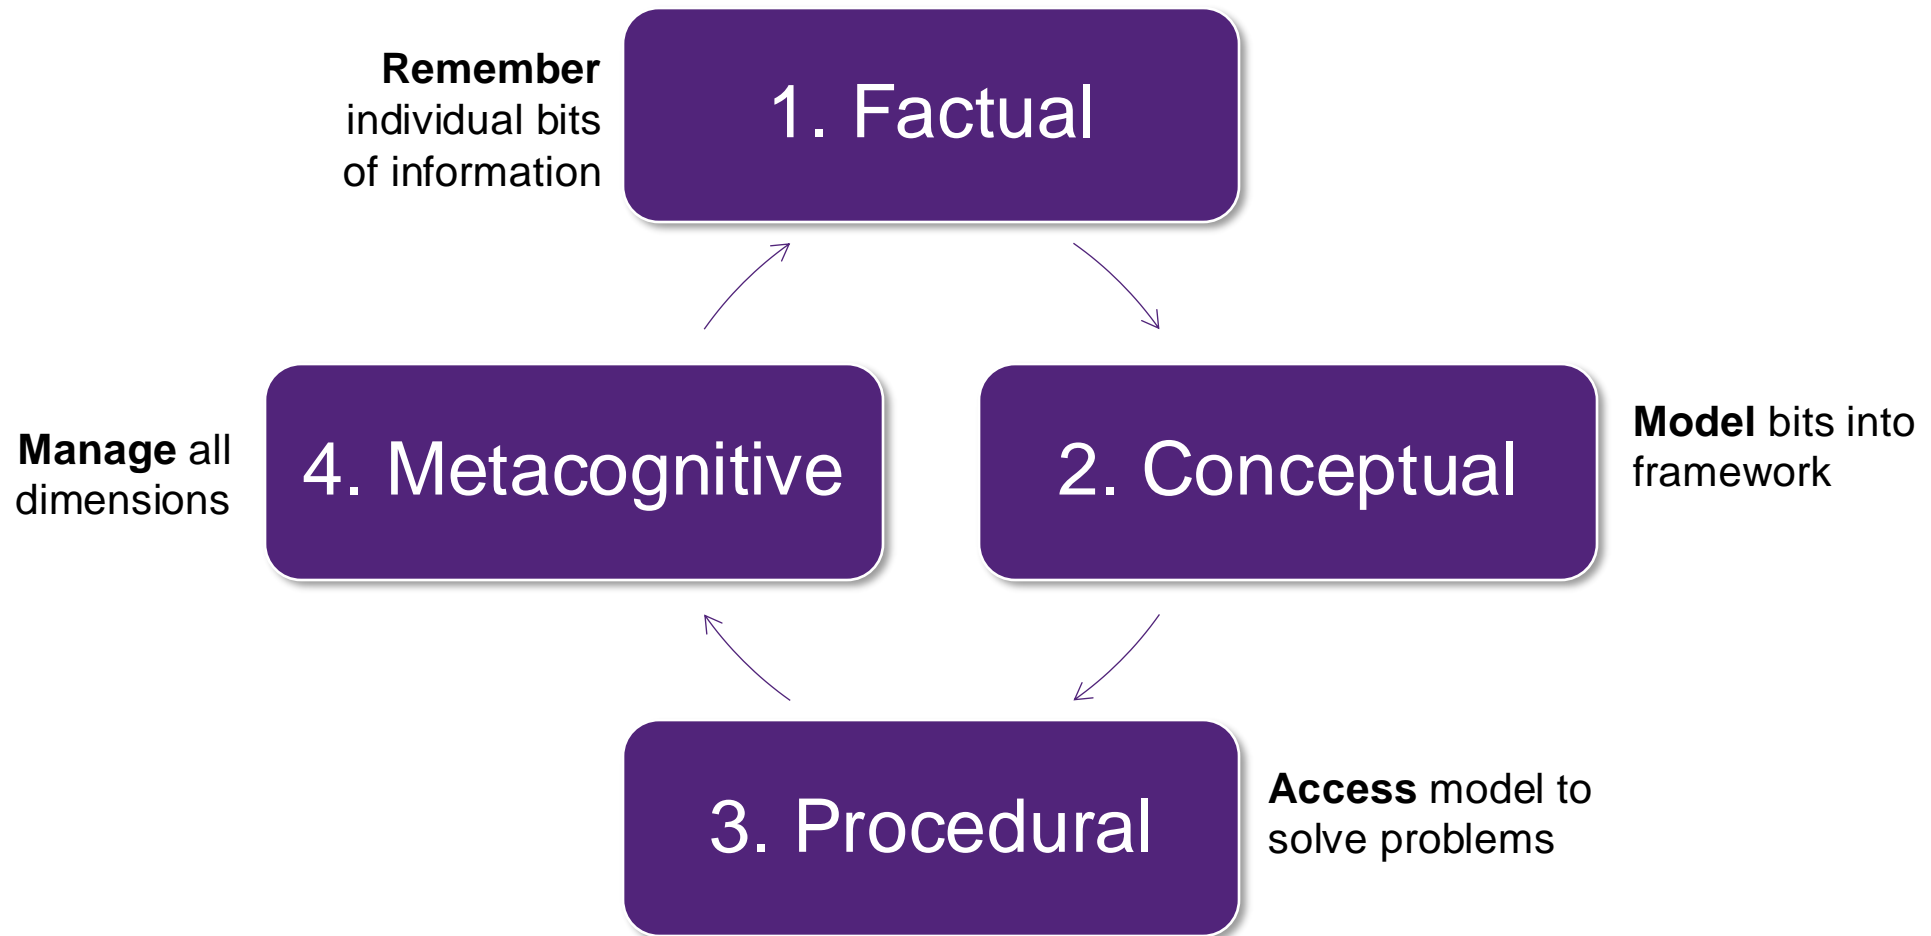 Remember
individual bits
of information
1. Factual
Manage all
dimensions
4. Metacognitive
2. Conceptual
Model bits into
framework
3. Procedural
Access model to
solve problems